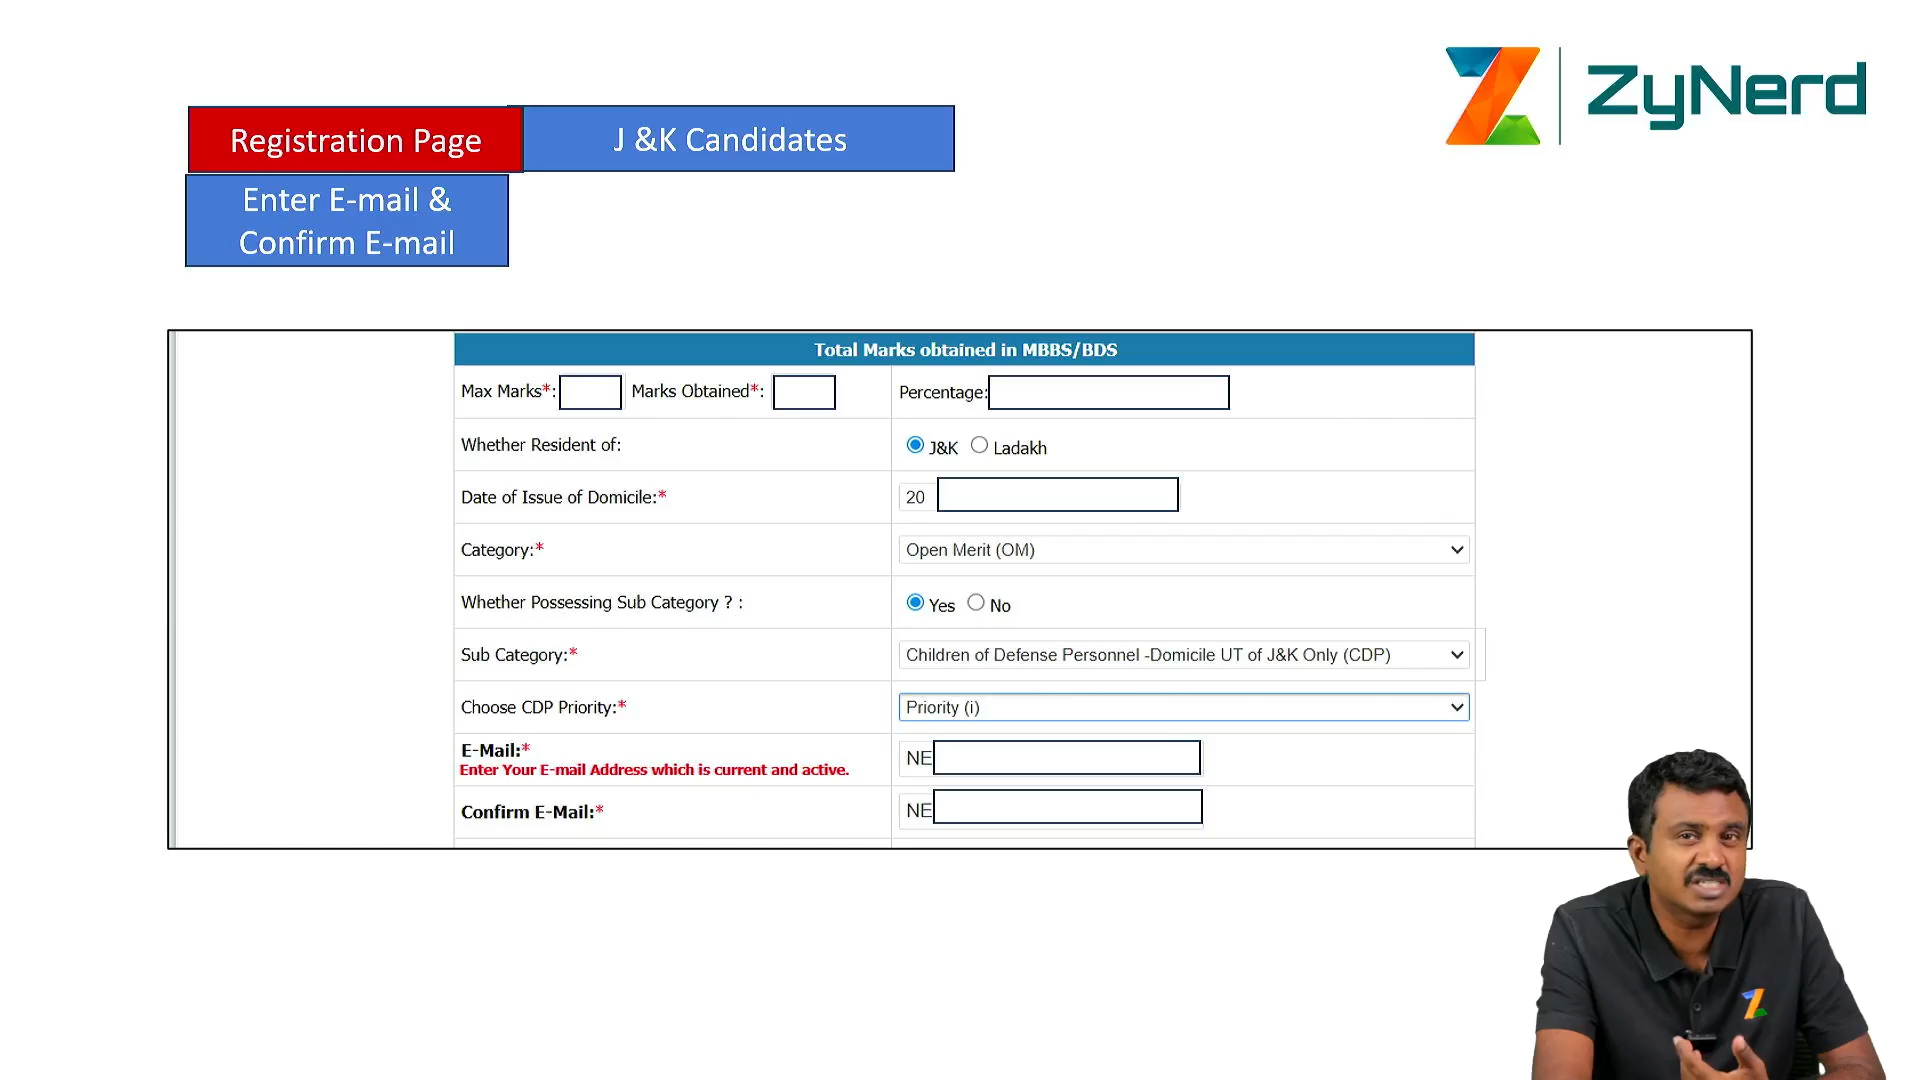 ZyNerd
Registration Page
J &K Candidates
Enter E-mail &
Confirm E-mail
Total Marks obtained in MBBS/BDS
Max Marks*: Marks Obtained*: Percentage:
Whether Resident of: J&K Ladakh
Date of Issue of Domicile:* 20
Category:* Open Merit (OM)
Whether Possessing Sub Category ? : Yes No
Sub Category:* Children of Defense Personnel -Domicile UT of J&K Only (CDP)
Choose CDP Priority:* Priority (i)
E-Mail:* NE
Enter Your E-mail Address which is current and active.
Confirm E-Mail:* NE